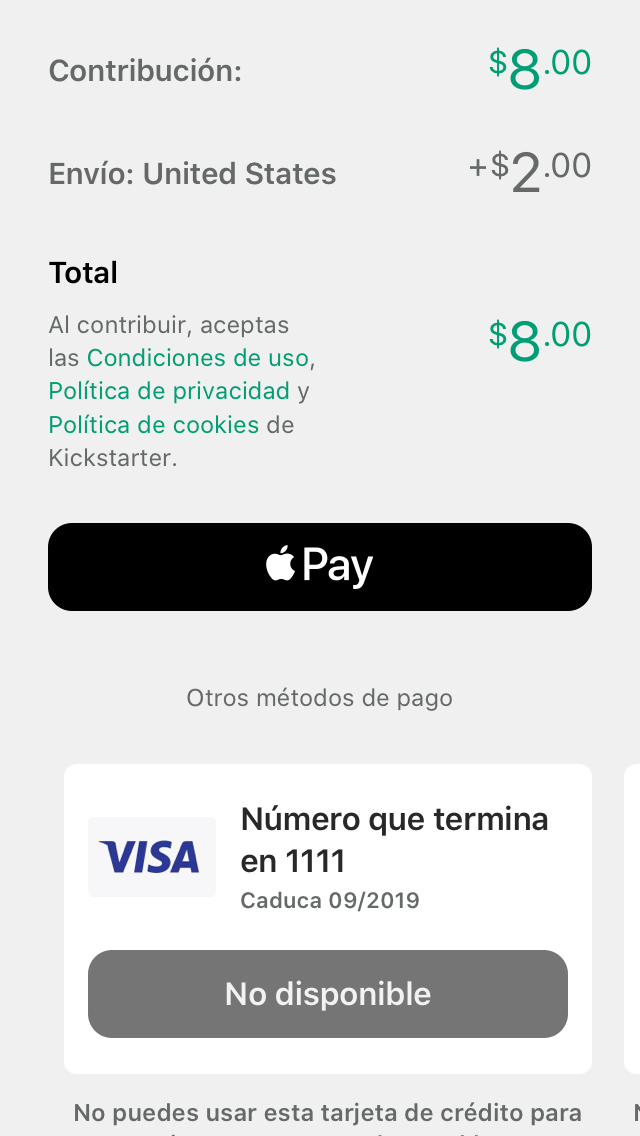 Contribución: $8.00
Envío: United States +$2.00
Total
Al contribuir, aceptas
las Condiciones de uso, $8.00
Política de privacidad y
Política de cookies de
Kickstarter.
Pay
Otros métodos de pago
VISA
Número que termina
en 1111
Caduca 09/2019
No disponible
No puedes usar esta tarjeta de crédito para